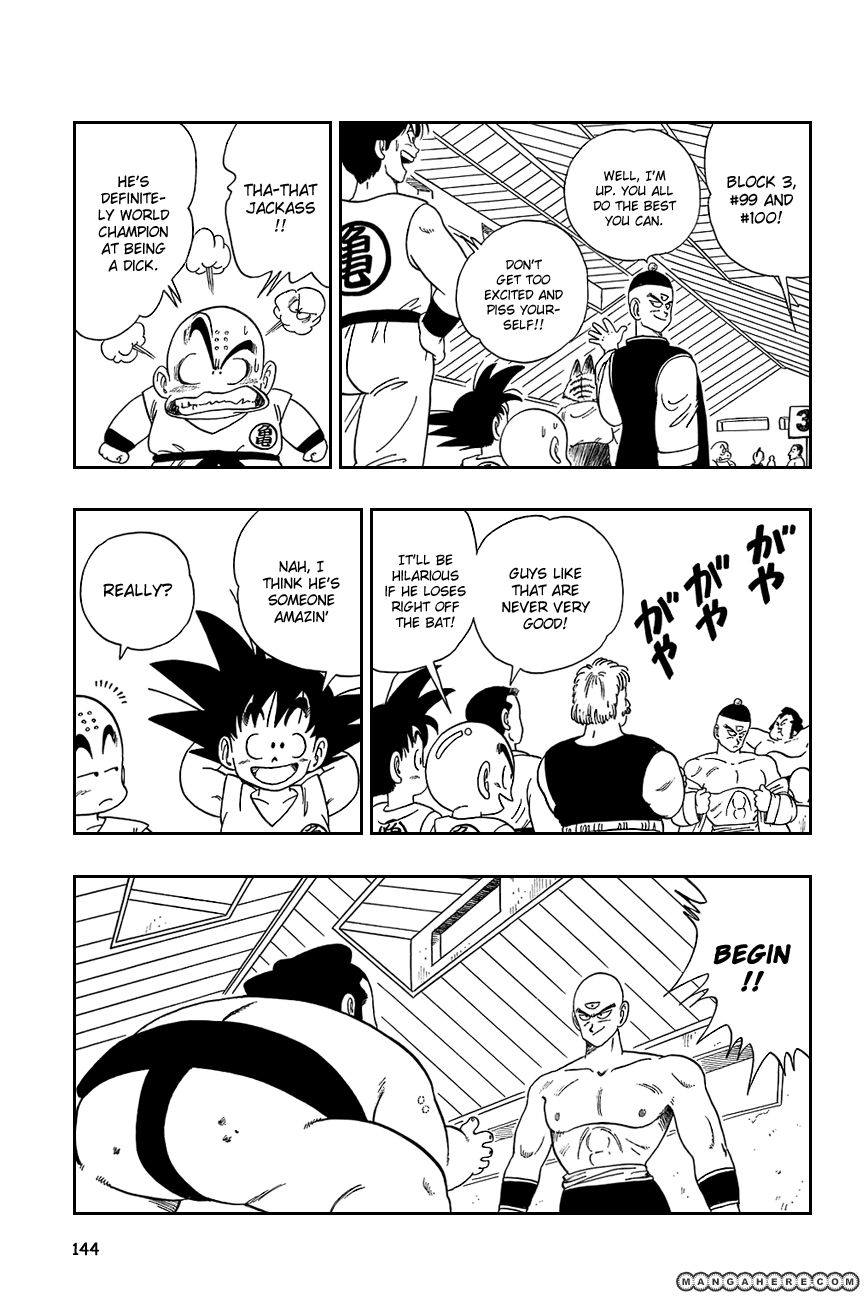 BLOCK 3,
#99 AND
#100!
WELL, I'M
UP. YOU ALL
DO THE BEST
YOU CAN.
DON'T
GET TOO
EXCITED AND
PISS YOUR-
SELF!!
亀
3
THA-THAT
JACKASS
!!
HE'S
DEFINITE-
LY WORLD
CHAMPION
AT BEING
A DICK.
亀
がや
がや
がや
GUYS LIKE
THAT ARE
NEVER VERY
GOOD!
IT'LL BE
HILARIOUS
IF HE LOSES
RIGHT OFF
THE BAT!
NAH, I
THINK HE'S
SOMEONE
AMAZIN'
REALLY?
BEGIN
!!
144
MANGAHERE.COM